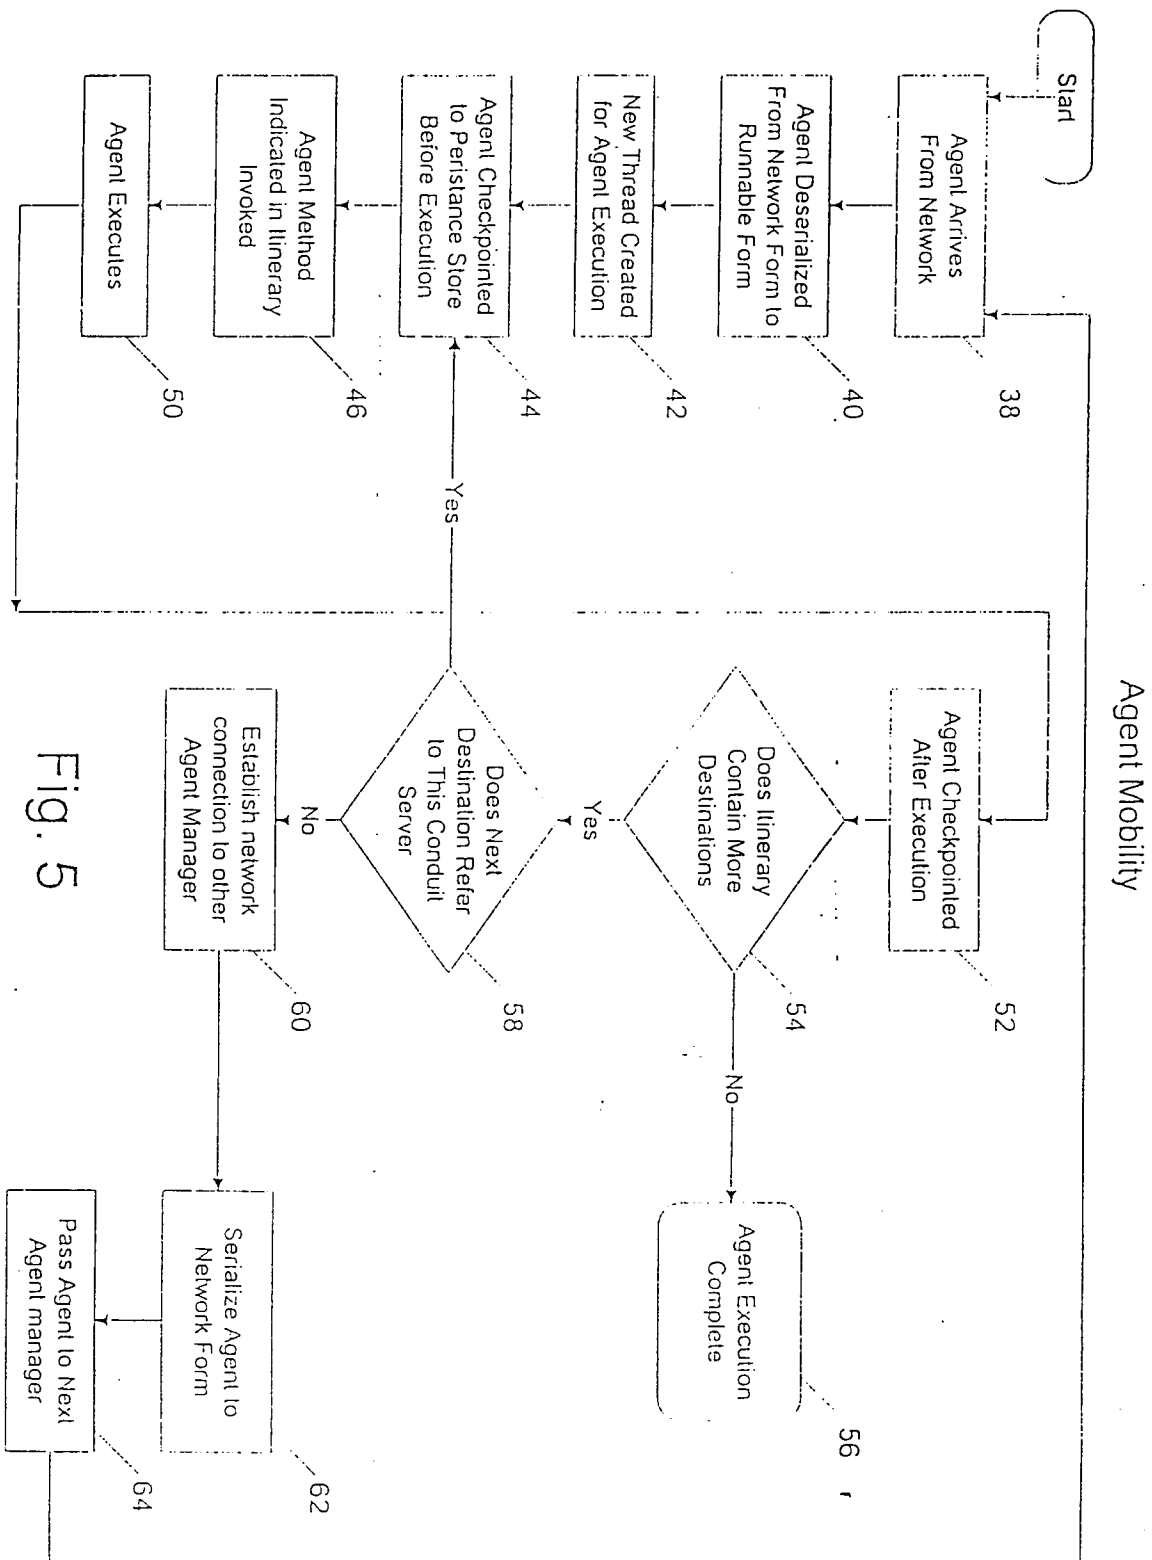 Agent Mobility
Start
Agent Arrives
From Network
38
Agent Deserialized
From Network Form to
Runnable Form
40
New Thread Created
for Agent Execution
42
Agent Checkpointed
to Peristance Store
Before Execution
44
Agent Method
Indicated in Itinerary
Invoked
46
Agent Executes
50
Agent Checkpointed
After Execution
52
Does Itinerary
Contain More
Destinations
54
No
Agent Execution
Complete
56
Yes
Does Next
Destination Refer
to This Conduit
Server
58
Yes
No
Establish network
connection to other
Agent Manager
60
Serialize Agent to
Network Form
62
Pass Agent to Next
Agent manager
64
Fig. 5